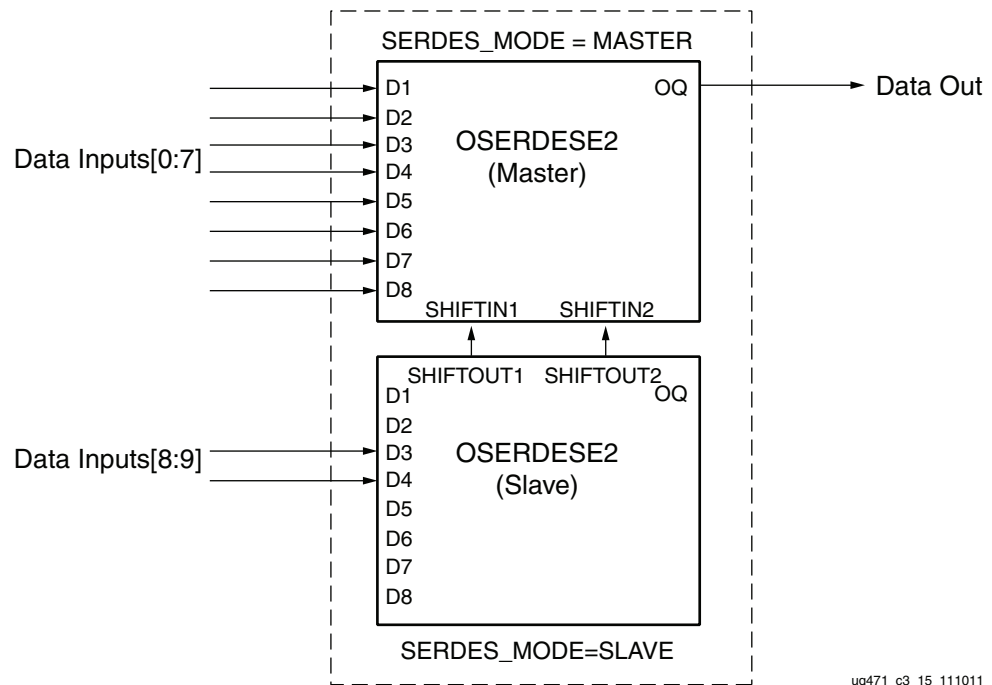 SERDES_MODE = MASTER
Data Inputs[0:7]
D1
D2
D3
D4
D5
D6
D7
D8
OQ
Data Out
OSERDESE2
(Master)
SHIFTIN1 SHIFTIN2
SHIFTOUT1 SHIFTOUT2
Data Inputs[8:9]
D1
D2
D3
D4
D5
D6
D7
D8
OQ
OSERDESE2
(Slave)
SERDES_MODE=SLAVE
ug471_c3_15_111011